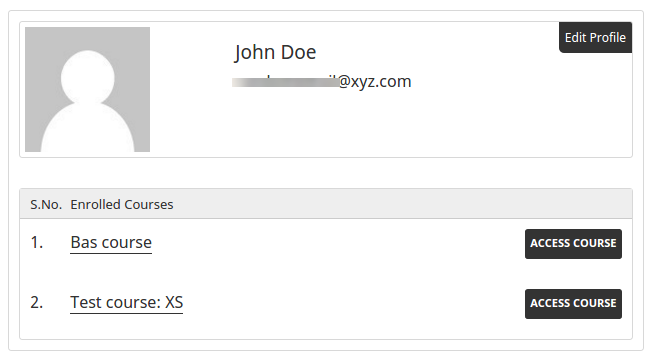 Edit Profile
John Doe
@xyz.com
S.No. Enrolled Courses
1. Bas course ACCESS COURSE
2. Test course: XS ACCESS COURSE